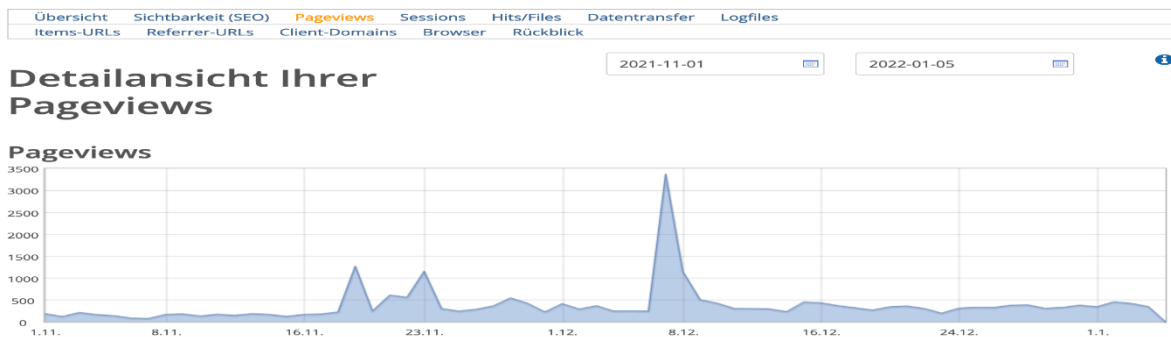 Übersicht Sichtbarkeit (SEO) Pageviews Sessions Hits/Files Datentransfer Logfiles
Items-URLs Referrer-URLs Client-Domains Browser Rückblick
2021-11-01 2022-01-05
Detailansicht Ihrer
Pageviews
Pageviews
3500
3000
2500
2000
1500
1000
500
0
1.11. 8.11. 16.11. 23.11. 1.12. 8.12. 16.12. 24.12. 1.1.